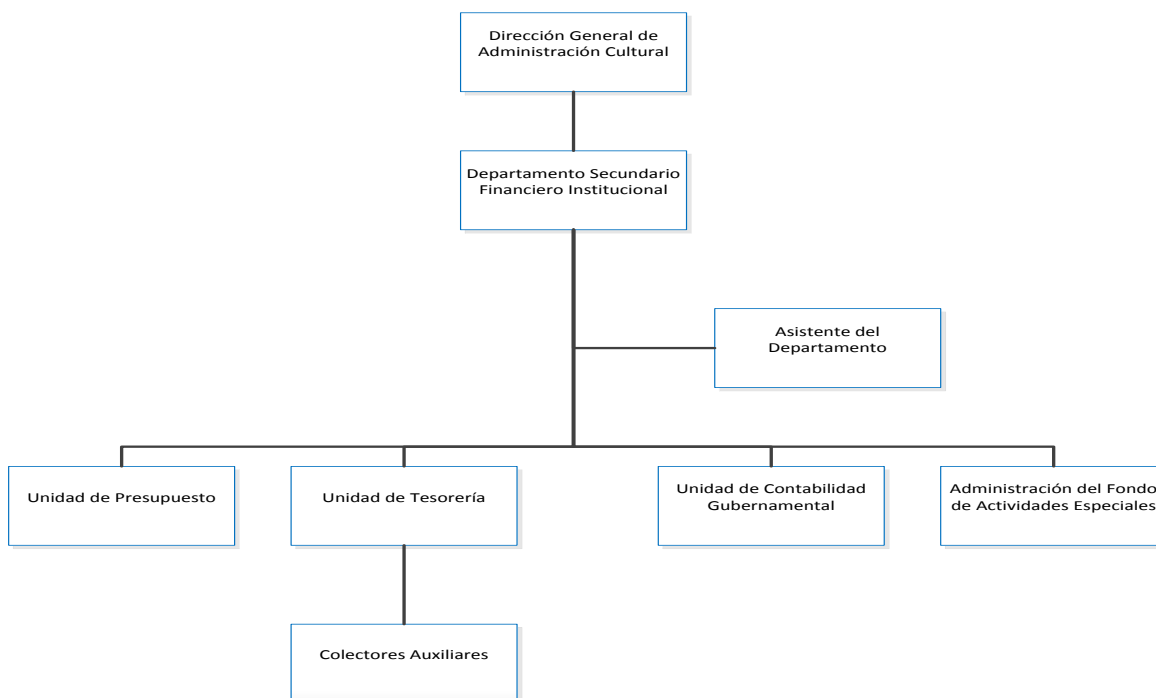 Dirección General de
Administración Cultural
Departamento Secundario
Financiero Institucional
Asistente del
Departamento
Unidad de Presupuesto
Unidad de Tesorería
Unidad de Contabilidad
Gubernamental
Administración del Fondo
de Actividades Especiales
Colectores Auxiliares